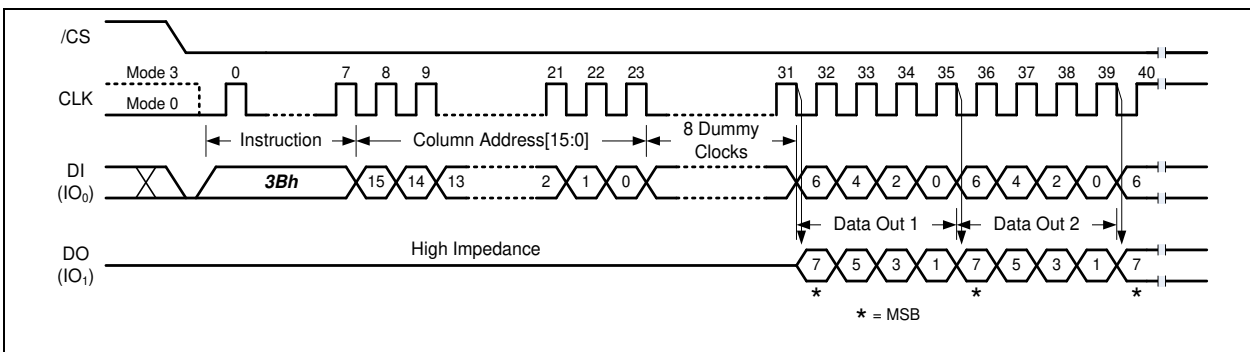 /CS
Mode 3 0 7 8 9 21 22 23 31 32 33 34 35 36 37 38 39 40
CLK
Mode 0
Instruction Column Address[15:0] 8 Dummy Clocks
DI (IO0) 3Bh 15 14 13 2 1 0 6 4 2 0 6 4 2 0 6
Data Out 1 Data Out 2
High Impedance
DO (IO1) 7 5 3 1 7 5 3 1 7
* * *
* = MSB